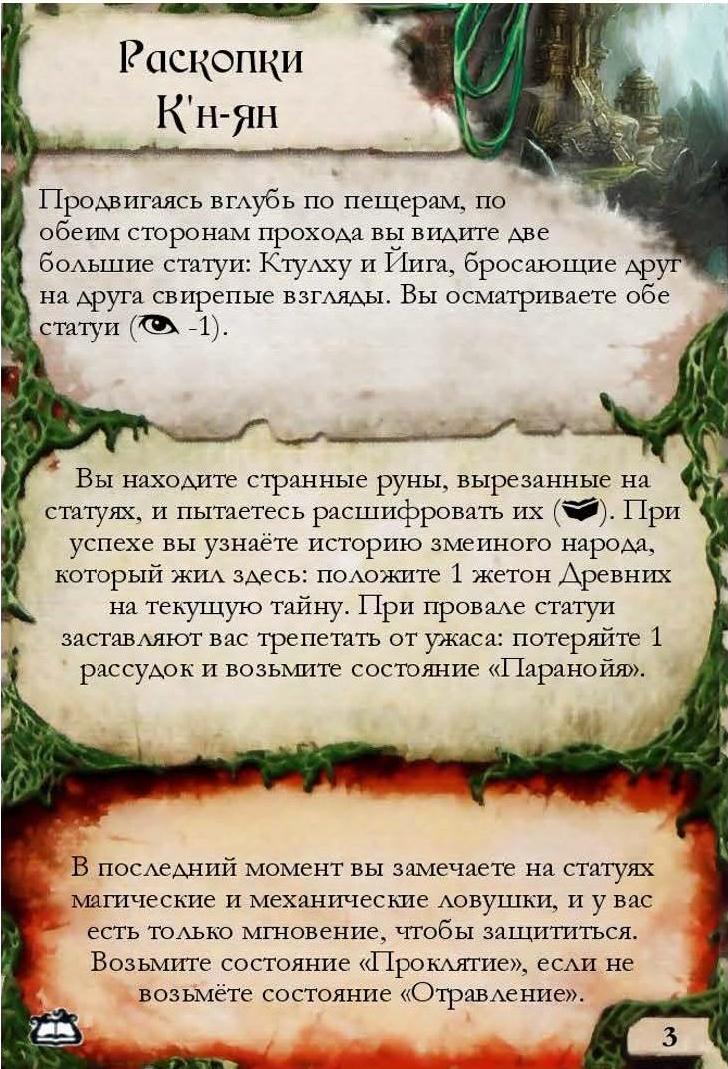 Раскопки
К'н-ян
Продвигаясь вглубь по пещерам, по
обеим сторонам прохода вы видите две
большие статуи: Ктулху и Йига, бросающие друг
на друга свирепые взгляды. Вы осматриваете обе
статуи ( -1).
Вы находите странные руны, вырезанные на
статуях, и пытаетесь расшифровать их ( ). При
успехе вы узнаёте историю змеиного народа,
который жил здесь: положите 1 жетон Древних
на текущую тайну. При провале статуи
заставляют вас трепетать от ужаса: потеряйте 1
рассудок и возьмите состояние «Паранойя».
В последний момент вы замечаете на статуях
магические и механические ловушки, и у вас
есть только мгновение, чтобы защититься.
Возьмите состояние «Проклятие», если не
возьмёте состояние «Отравление».
3